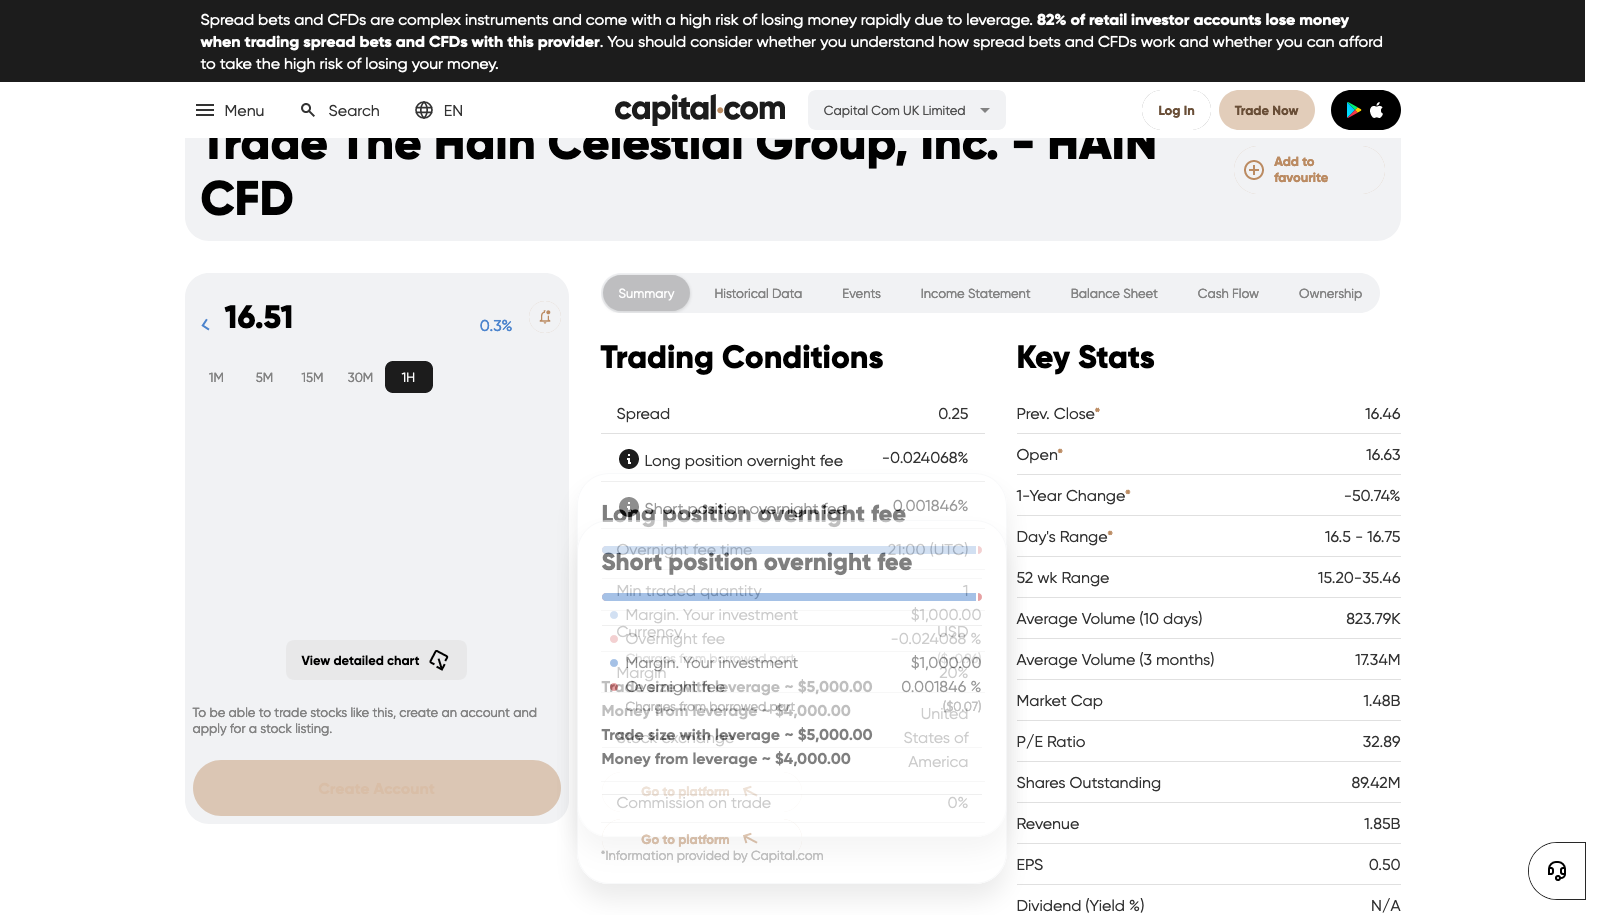 Spread bets and CFDs are complex instruments and come with a high risk of losing money rapidly due to leverage. 82% of retail investor accounts lose money
when trading spread bets and CFDs with this provider. You should consider whether you understand how spread bets and CFDs work and whether you can afford
to take the high risk of losing your money.
Menu
Search
EN
capital.com
Capital Com UK Limited
Log In
Trade Now
Trade The Hain Celestial Group, Inc. - HAIN
CFD
Add to
favourite
16.51
0.3%
1M 5M 15M 30M 1H
View detailed chart
To be able to trade stocks like this, create an account and
apply for a stock listing.
Create Account
Summary Historical Data Events Income Statement Balance Sheet Cash Flow Ownership
Trading Conditions
Spread 0.25
Long position overnight fee -0.024068%
Short position overnight fee 0.001846%
Long position overnight fee
Overnight fee time 21:00 (UTC)
Short position overnight fee
Min traded quantity 1
Margin. Your investment $1,000.00
Currency USD
Overnight fee -0.024068 %
Charges from borrowed part
Margin. Your investment $1,000.00
Margin 20%
Overnight fee 0.001846 %
Trade size with leverage ~ $5,000.00
Charges from borrowed part ($0.07)
Money from leverage ~ $4,000.00
Stock exchange United
States of
America
Trade size with leverage ~ $5,000.00
Money from leverage ~ $4,000.00
Go to platform
Commission on trade 0%
Go to platform
*Information provided by Capital.com
Key Stats
Prev. Close* 16.46
Open* 16.63
1-Year Change* -50.74%
Day's Range* 16.5 - 16.75
52 wk Range 15.20-35.46
Average Volume (10 days) 823.79K
Average Volume (3 months) 17.34M
Market Cap 1.48B
P/E Ratio 32.89
Shares Outstanding 89.42M
Revenue 1.85B
EPS 0.50
Dividend (Yield %) N/A